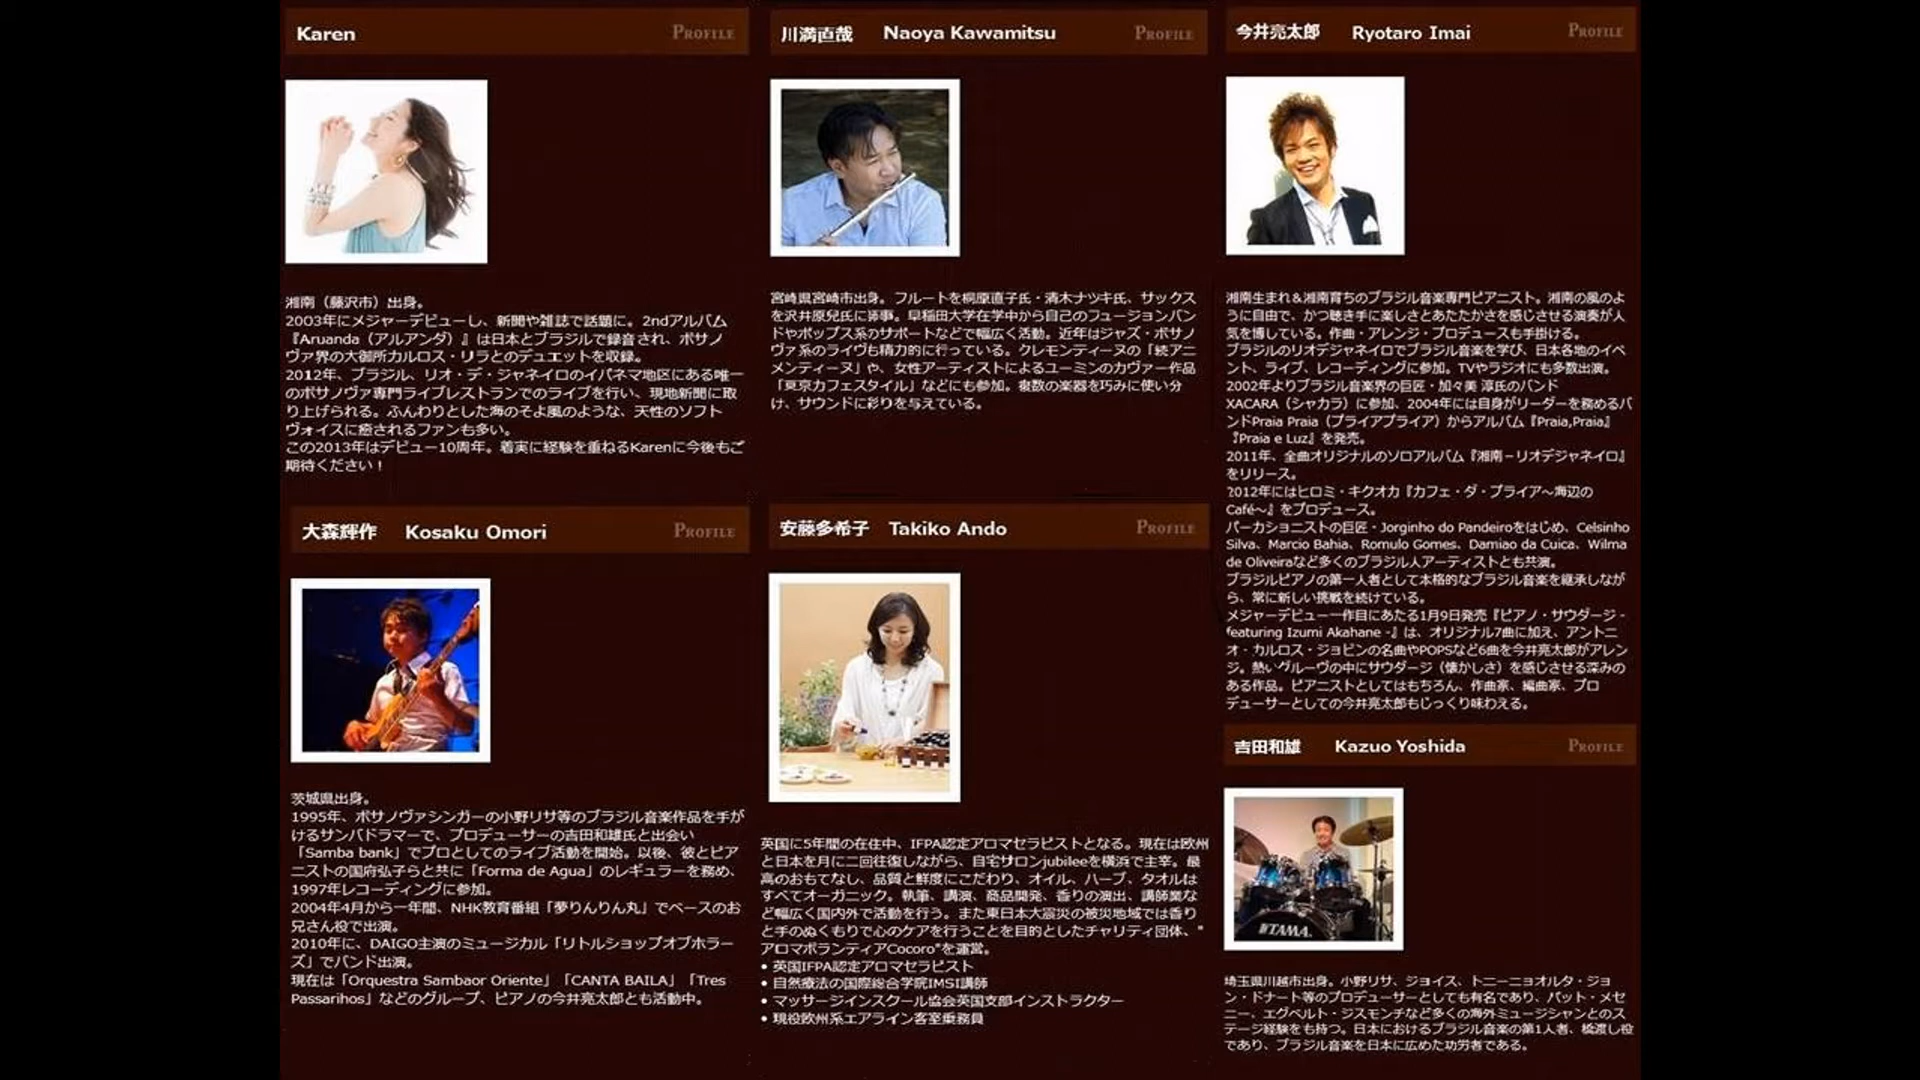 Karen PROFILE
湘南（藤沢市）出身。
2003年にメジャーデビューし、新聞や雑誌で話題に。2ndアルバム
『Aruanda（アルアンダ）』は日本とブラジルで録音され、ボサノ
ヴァ界の大御所カルロス・リラとのデュエットを収録。
2012年、ブラジル、リオ・デ・ジャネイロのイパネマ地区にある唯一
のボサノヴァ専門ライブレストランでのライブを行い、現地新聞に取
り上げられる。ふんわりとした海のそよ風のような、天性のソフト
ヴォイスに癒されるファンも多い。
この2013年はデビュー10周年。着実に経験を重ねるKarenに今後もご
期待ください！
川満直哉 Naoya Kawamitsu PROFILE
宮崎県宮崎市出身。フルートを桐原直子氏・清木ナツキ氏、サックス
を沢井原兒氏に師事。早稲田大学在学中から自己のフュージョンバン
ドやポップス系のサポートなどで幅広く活動。近年はジャズ・ボサノ
ヴァ系のライヴも精力的に行っている。クレモンティーヌの「続アニ
メンティーヌ」や、女性アーティストによるユーミンのカヴァー作品
「東京カフェスタイル」などにも参加。複数の楽器を巧みに使い分
け、サウンドに彩りを与えている。
今井亮太郎 Ryotaro Imai PROFILE
湘南生まれ＆湘南育ちのブラジル音楽専門ピアニスト。湘南の風のよ
うに自由で、かつ聴き手に楽しさとあたたかさを感じさせる演奏が人
気を博している。作曲・アレンジ・プロデュースも手掛ける。
ブラジルのリオデジャネイロでブラジル音楽を学び、日本各地のイベ
ント、ライブ、レコーディングに参加。TVやラジオにも多数出演。
2002年よりブラジル音楽界の巨匠・加々美 淳氏のバンド
XACARA（シャカラ）に参加、2004年には自身がリーダーを務めるバ
ンドPraia Praia（プライアプライア）からアルバム『Praia,Praia』
『Praia e Luz』を発売。
2011年、全曲オリジナルのソロアルバム『湘南－リオデジャネイロ』
をリリース。
2012年にはヒロミ・キクオカ『カフェ・ダ・プライア～海辺の
Café～』をプロデュース。
パーカショニストの巨匠・Jorginho do Pandeiroをはじめ、Celsinho
Silva、Marcio Bahia、Romulo Gomes、Damiao da Cuica、Wilma
de Oliveiraなど多くのブラジル人アーティストとも共演。
ブラジルピアノの第一人者として本格的なブラジル音楽を継承しなが
ら、常に新しい挑戦を続けている。
メジャーデビュー一作目にあたる1月9日発売『ピアノ・サウダージ -
featuring Izumi Akahane -』は、オリジナル7曲に加え、アントニ
オ・カルロス・ジョビンの名曲やPOPSなど6曲を今井亮太郎がアレン
ジ。熱いグルーヴの中にサウダージ（懐かしさ）を感じさせる深みの
ある作品。ピアニストとしてはもちろん、作曲家、編曲家、プロ
デューサーとしての今井亮太郎もじっくり味わえる。
大森輝作 Kosaku Omori PROFILE
茨城県出身。
1995年、ボサノヴァシンガーの小野リサ等のブラジル音楽作品を手が
けるサンバドラマーで、プロデューサーの吉田和雄氏と出会い
「Samba bank」でプロとしてのライブ活動を開始。以後、彼とピア
ニストの国府弘子らと共に「Forma de Agua」のレギュラーを務め、
1997年レコーディングに参加。
2004年4月から一年間、NHK教育番組「夢りんりん丸」でベースのお
兄さん役で出演。
2010年に、DAIGO主演のミュージカル「リトルショップオブホラー
ズ」でバンド出演。
現在は「Orquestra Sambaor Oriente」「CANTA BAILA」「Tres
Passarihos」などのグループ、ピアノの今井亮太郎とも活動中。
安藤多希子 Takiko Ando PROFILE
英国に5年間の在住中、IFPA認定アロマセラピストとなる。現在は欧州
と日本を月に二回往復しながら、自宅サロンjubileeを横浜で主宰。最
高のおもてなし、品質と鮮度にこだわり、オイル、ハーブ、タオルは
すべてオーガニック。執筆、講演、商品開発、香りの演出、講師業な
ど幅広く国内外で活動を行う。また東日本大震災の被災地域では香り
と手のぬくもりで心のケアを行うことを目的としたチャリティ団体、"
アロマボランティアCocoro"を運営。
• 英国IFPA認定アロマセラピスト
• 自然療法の国際総合学院IMSI講師
• マッサージインスクール協会英国支部インストラクター
• 現役欧州系エアライン客室乗務員
吉田和雄 Kazuo Yoshida PROFILE
TAMA
埼玉県川越市出身。小野リサ、ジョイス、トニーニョオルタ・ジョ
ン・ドナート等のプロデューサーとしても有名であり、パット・メセ
ニー、エグベルト・ジスモンチなど多くの海外ミュージシャンとのス
テージ経験をも持つ。日本におけるブラジル音楽の第1人者、橋渡し役
であり、ブラジル音楽を日本に広めた功労者である。